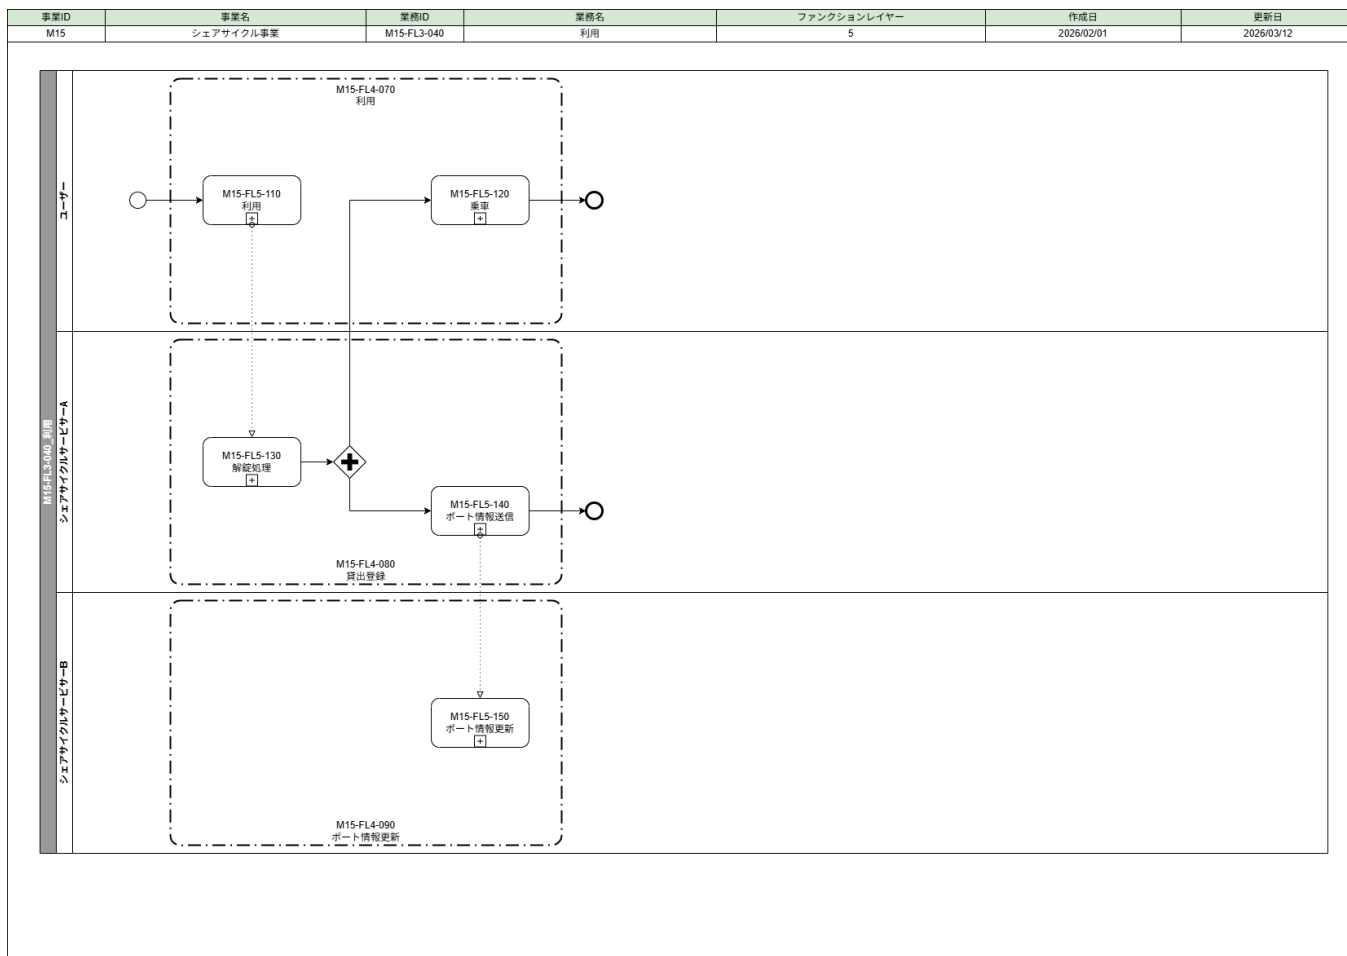 事業ID 事業名 業務ID 業務名 ファンクションレイヤー 作成日 更新日
M15 シェアサイクル事業 M15-FL3-040 利用 5 2026/02/01 2026/03/12
M15-FL3-040_利用
ユーザー
M15-FL4-070
利用
M15-FL5-110
利用
M15-FL5-120
乗車
シェアサイクルサービサーA
M15-FL5-130
解錠処理
M15-FL5-140
ポート情報送信
M15-FL4-080
貸出登録
シェアサイクルサービサーB
M15-FL5-150
ポート情報更新
M15-FL4-090
ポート情報更新